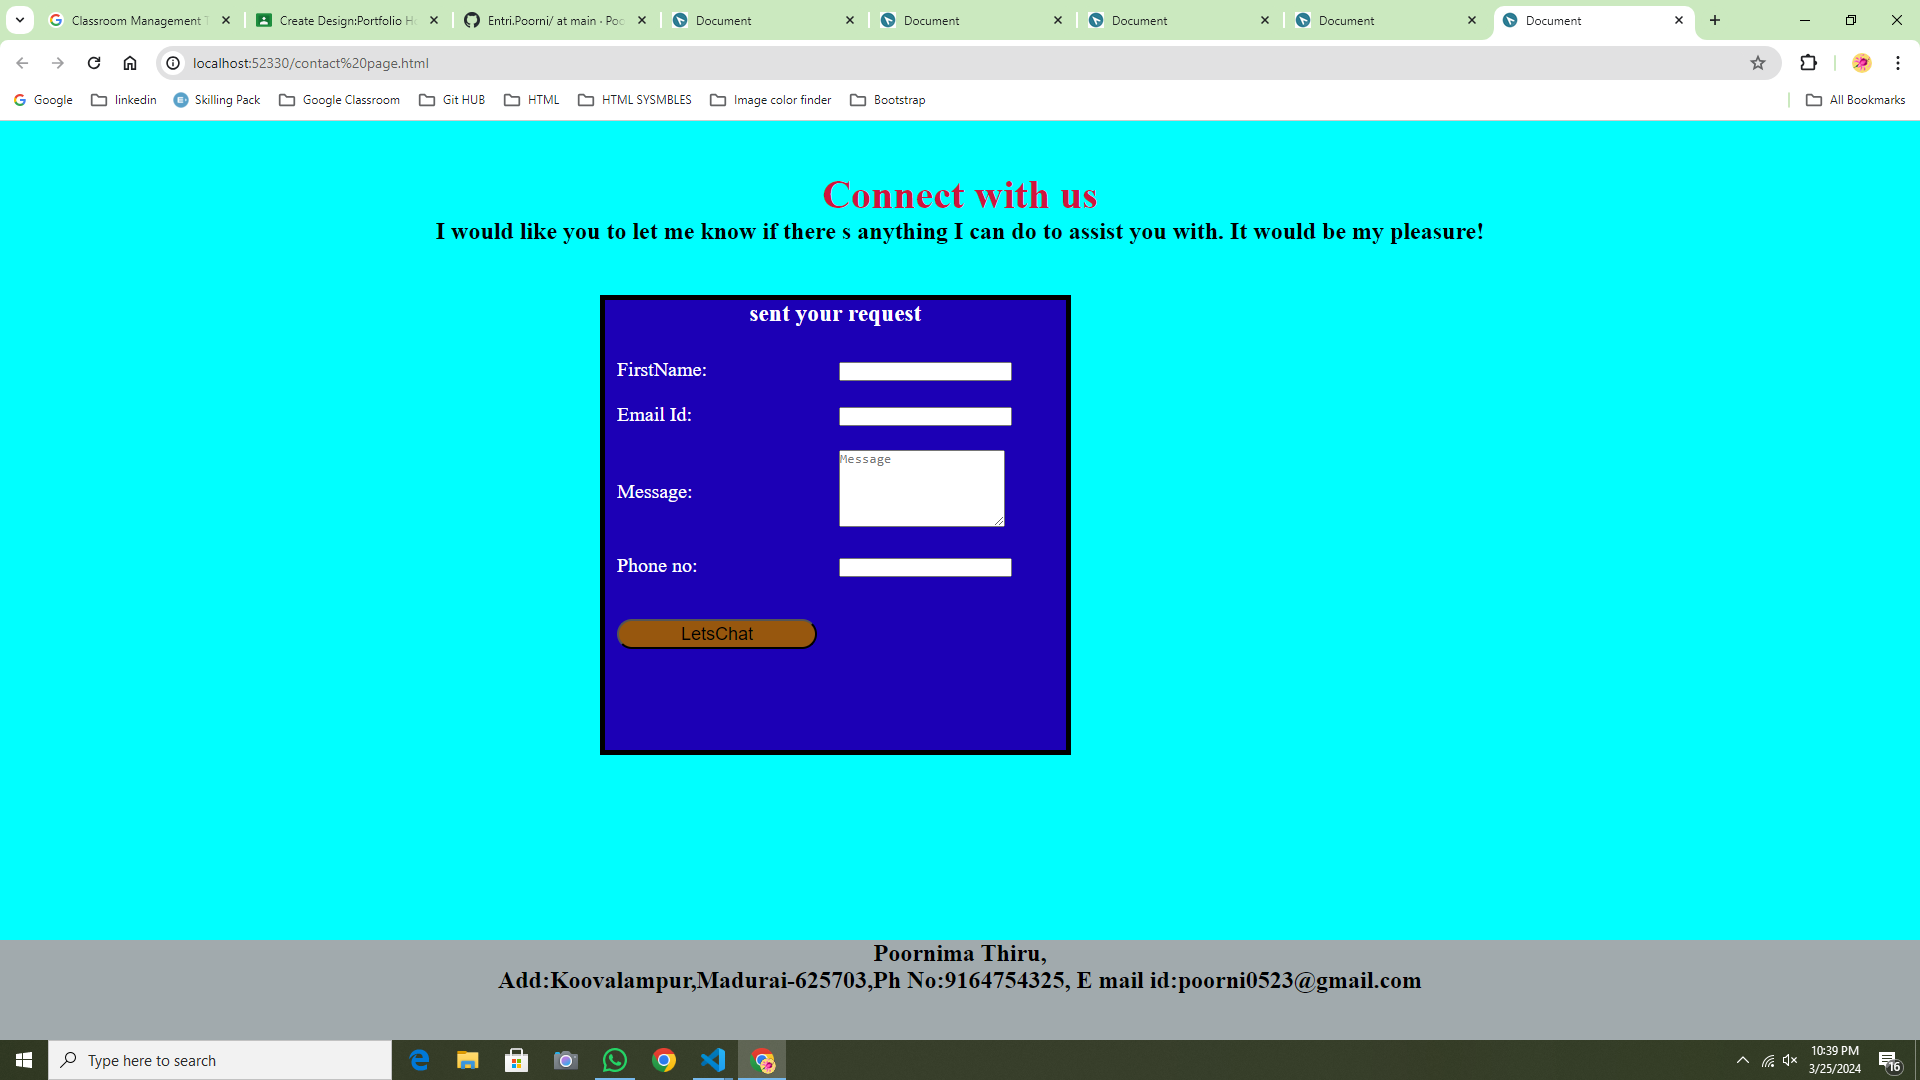 Classroom Management T
Create Design:Portfolio H
Entri.Poorni/ at main · Poo
Document
Document
Document
Document
Document
localhost:52330/contact%20page.html
Google
linkedin
Skilling Pack
Google Classroom
Git HUB
HTML
HTML SYSMBLES
Image color finder
Bootstrap
All Bookmarks
Connect with us
I would like you to let me know if there s anything I can do to assist you with. It would be my pleasure!
sent your request
FirstName:
Email Id:
Message
Message:
Phone no:
LetsChat
Poornima Thiru,
Add:Koovalampur,Madurai-625703,Ph No:9164754325, E mail id:poorni0523@gmail.com
Type here to search
10:39 PM
3/25/2024
16